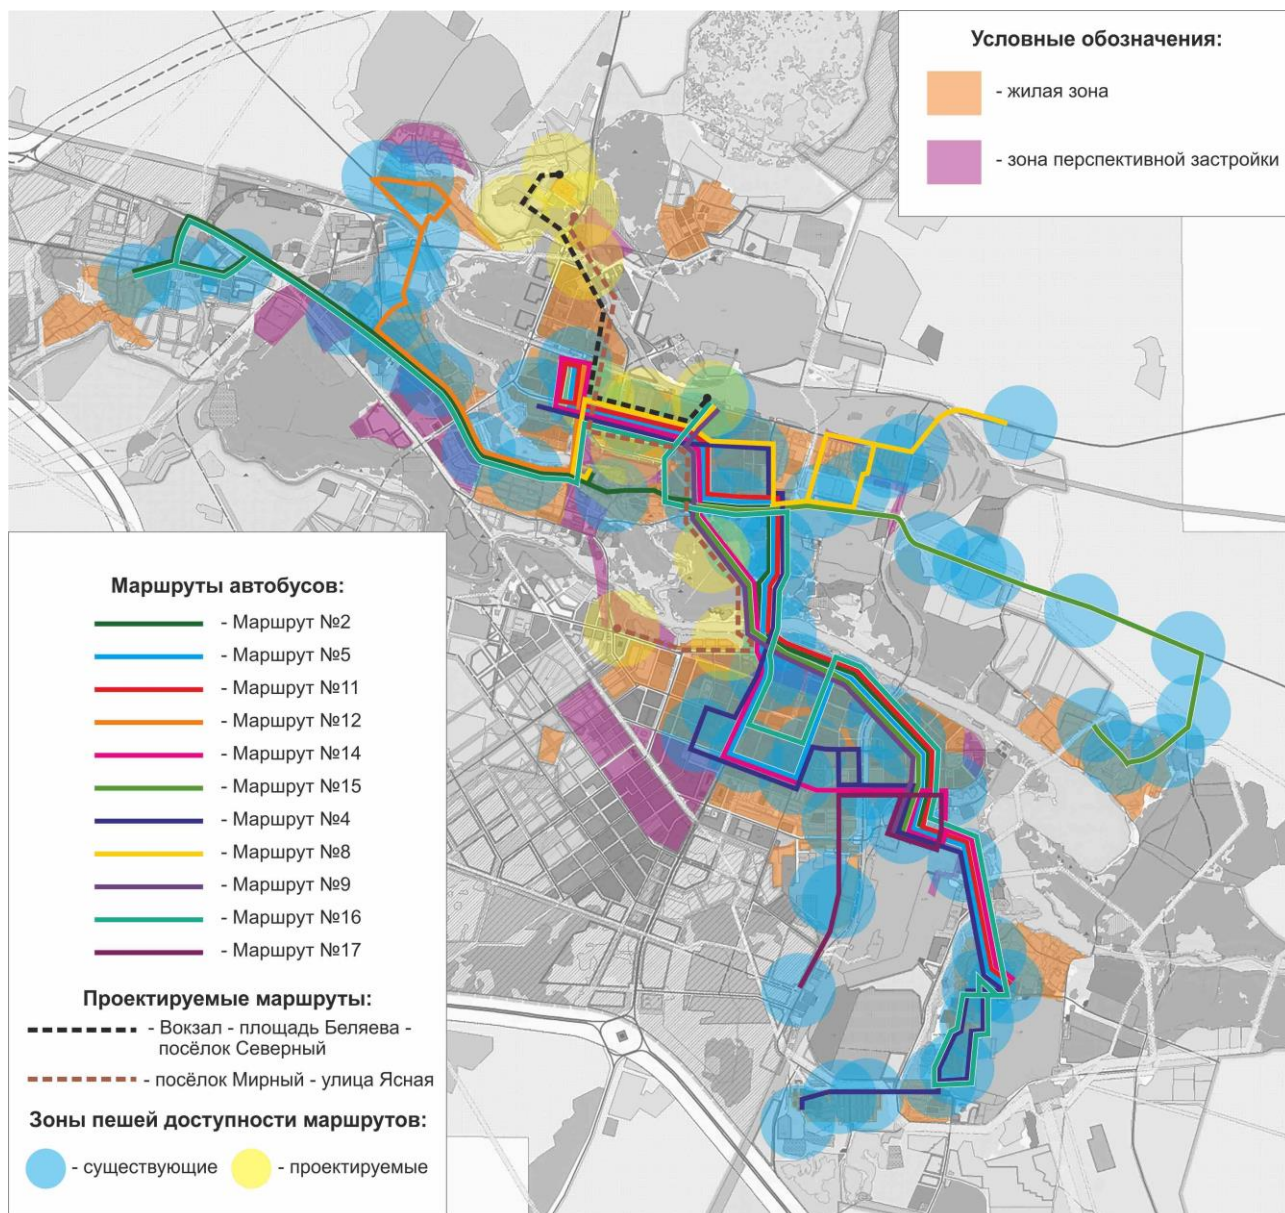 Условные обозначения:
- жилая зона
- зона перспективной застройки
Маршруты автобусов:
- Маршрут №2
- Маршрут №5
- Маршрут №11
- Маршрут №12
- Маршрут №14
- Маршрут №15
- Маршрут №4
- Маршрут №8
- Маршрут №9
- Маршрут №16
- Маршрут №17
Проектируемые маршруты:
- Вокзал - площадь Беляева -
посёлок Северный
- посёлок Мирный - улица Ясная
Зоны пешей доступности маршрутов:
- существующие
- проектируемые